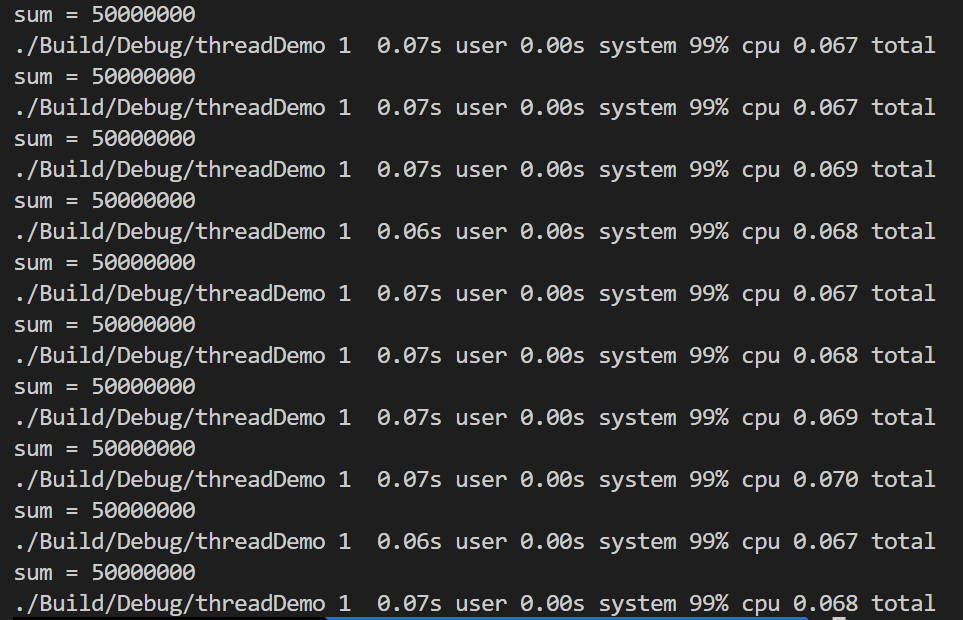 sum = 50000000
./Build/Debug/threadDemo 1  0.07s user 0.00s system 99% cpu 0.067 total
sum = 50000000
./Build/Debug/threadDemo 1  0.07s user 0.00s system 99% cpu 0.067 total
sum = 50000000
./Build/Debug/threadDemo 1  0.07s user 0.00s system 99% cpu 0.069 total
sum = 50000000
./Build/Debug/threadDemo 1  0.06s user 0.00s system 99% cpu 0.068 total
sum = 50000000
./Build/Debug/threadDemo 1  0.07s user 0.00s system 99% cpu 0.067 total
sum = 50000000
./Build/Debug/threadDemo 1  0.07s user 0.00s system 99% cpu 0.068 total
sum = 50000000
./Build/Debug/threadDemo 1  0.07s user 0.00s system 99% cpu 0.069 total
sum = 50000000
./Build/Debug/threadDemo 1  0.07s user 0.00s system 99% cpu 0.070 total
sum = 50000000
./Build/Debug/threadDemo 1  0.06s user 0.00s system 99% cpu 0.067 total
sum = 50000000
./Build/Debug/threadDemo 1  0.07s user 0.00s system 99% cpu 0.068 total